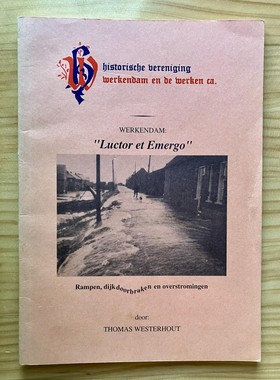 historische vereniging
werkendam en de werken ca.
WERKENDAM:
"Luctor et Emergo"
Rampen, dijkdoorbraken en overstromingen
door:
THOMAS WESTERHOUT